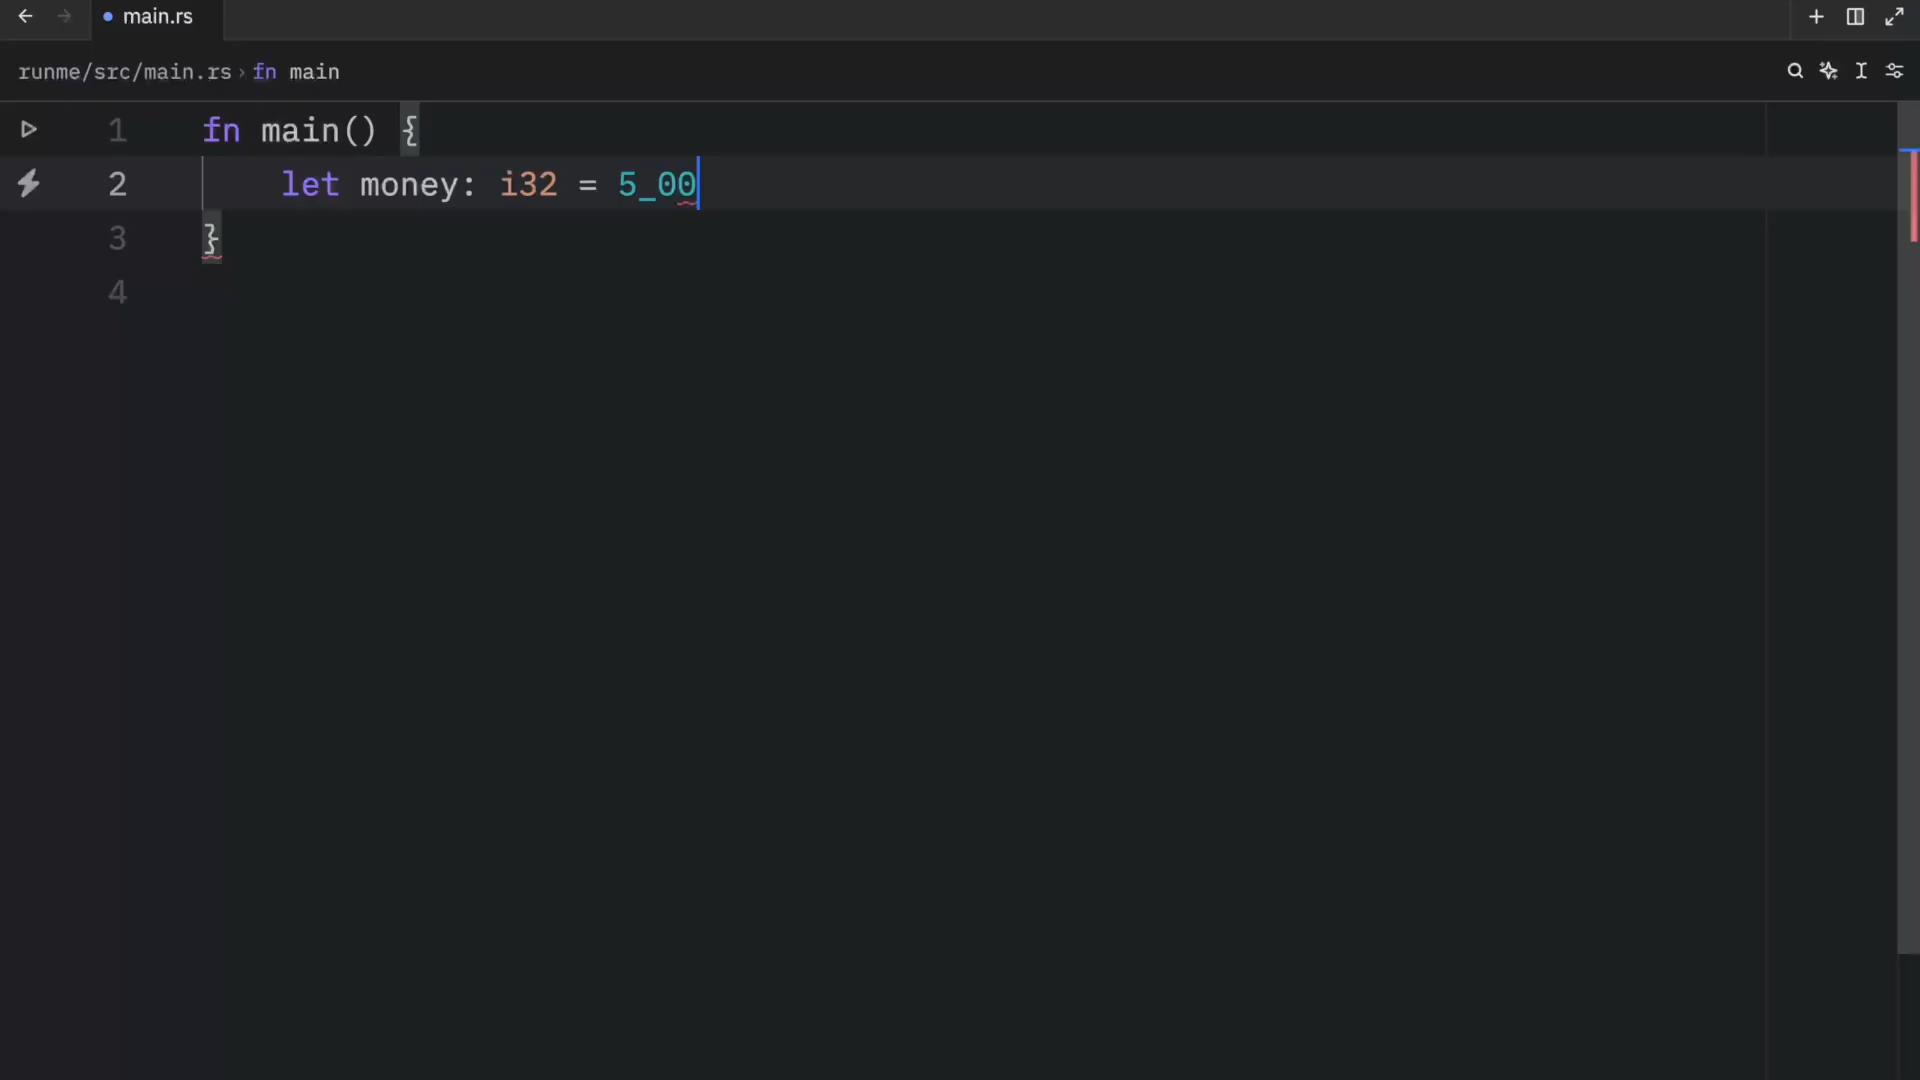 main.rs
runme/src/main.rs › fn main
1 fn main() {
2 let money: i32 = 5_00
3 }
4